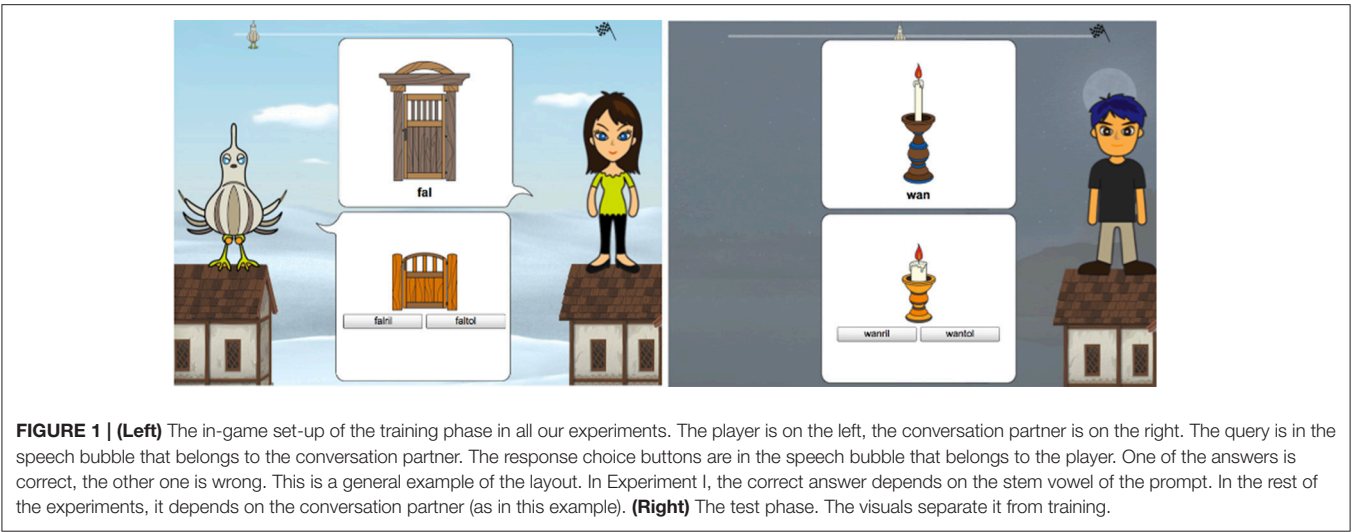 fal
falril faltol
wan
wanril wantol
FIGURE 1 | (Left) The in-game set-up of the training phase in all our experiments. The player is on the left, the conversation partner is on the right. The query is in the
speech bubble that belongs to the conversation partner. The response choice buttons are in the speech bubble that belongs to the player. One of the answers is
correct, the other one is wrong. This is a general example of the layout. In Experiment I, the correct answer depends on the stem vowel of the prompt. In the rest of
the experiments, it depends on the conversation partner (as in this example). (Right) The test phase. The visuals separate it from training.